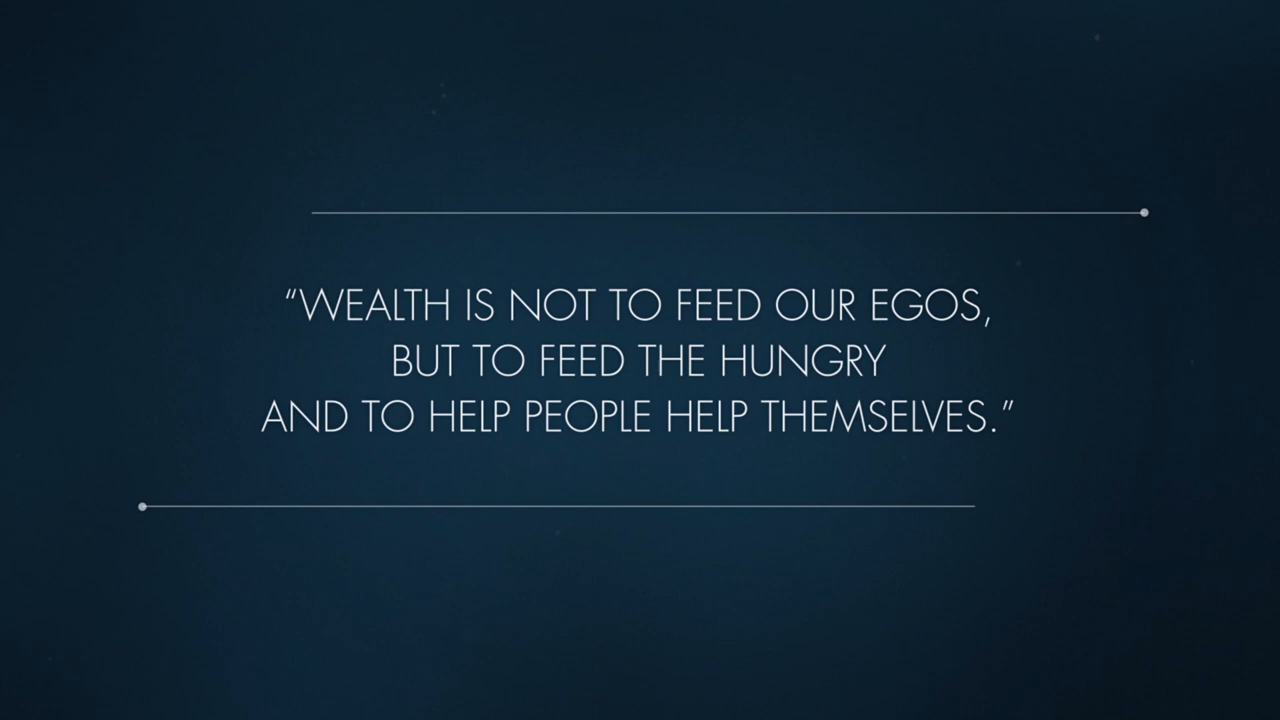 “WEALTH IS NOT TO FEED OUR EGOS,
BUT TO FEED THE HUNGRY
AND TO HELP PEOPLE HELP THEMSELVES.”